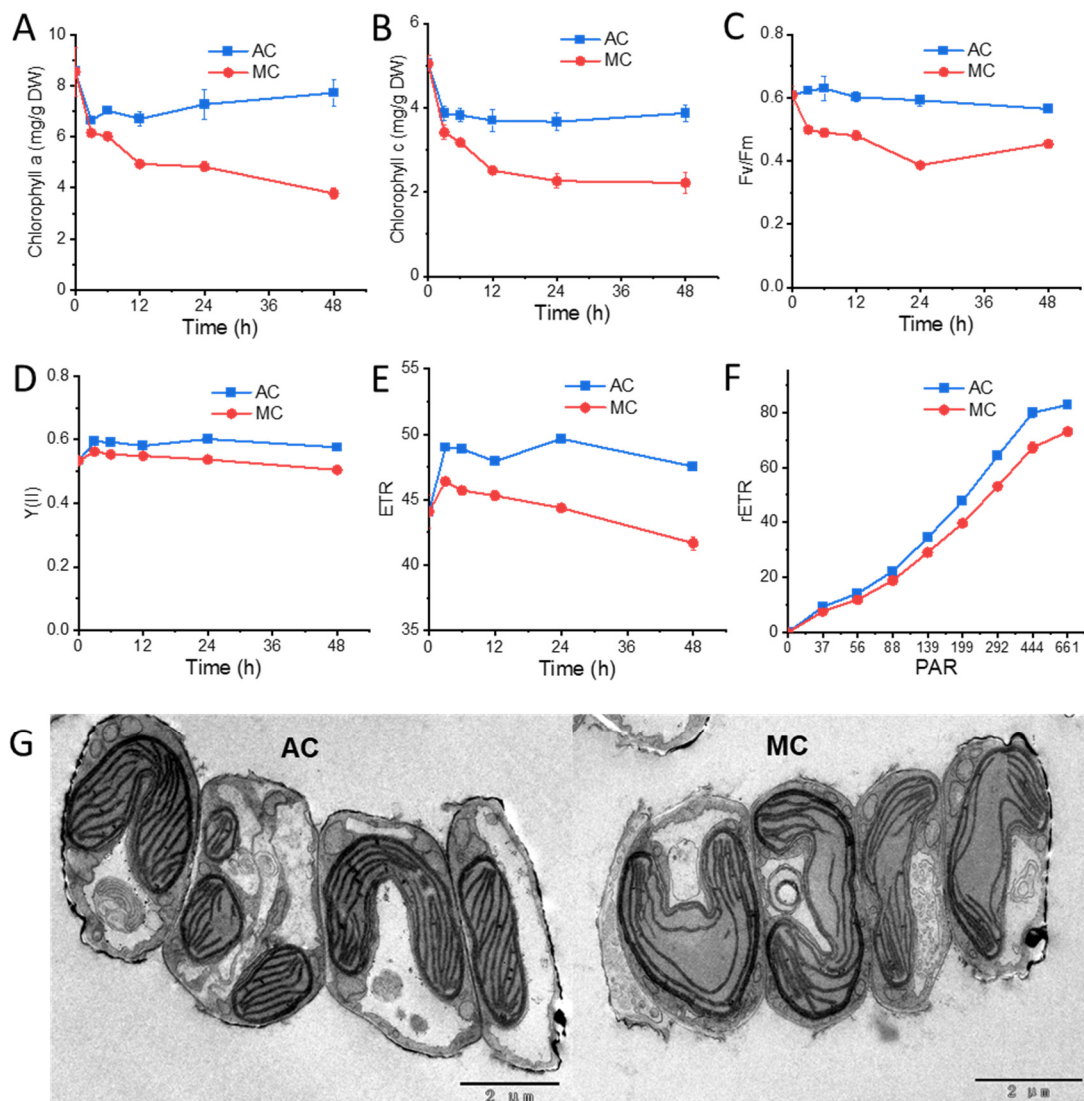 A
AC
MC
Chlorophyll a (mg/g DW)
10
8
6
4
2
0
0 12 24 36 48
Time (h)
B
AC
MC
Chlorophyll c (mg/g DW)
6
4
2
0
0 12 24 36 48
Time (h)
C
AC
MC
Fv/Fm
0.8
0.6
0.4
0.2
0.0
0 12 24 36 48
Time (h)
D
AC
MC
Y(II)
0.8
0.6
0.4
0.2
0.0
0 12 24 36 48
Time (h)
E
AC
MC
ETR
55
50
45
40
35
0 12 24 36 48
Time (h)
F
AC
MC
rETR
80
60
40
20
0
0 37 56 88 139 199 292 444 661
PAR
G
AC
MC
2 μm
2 μm